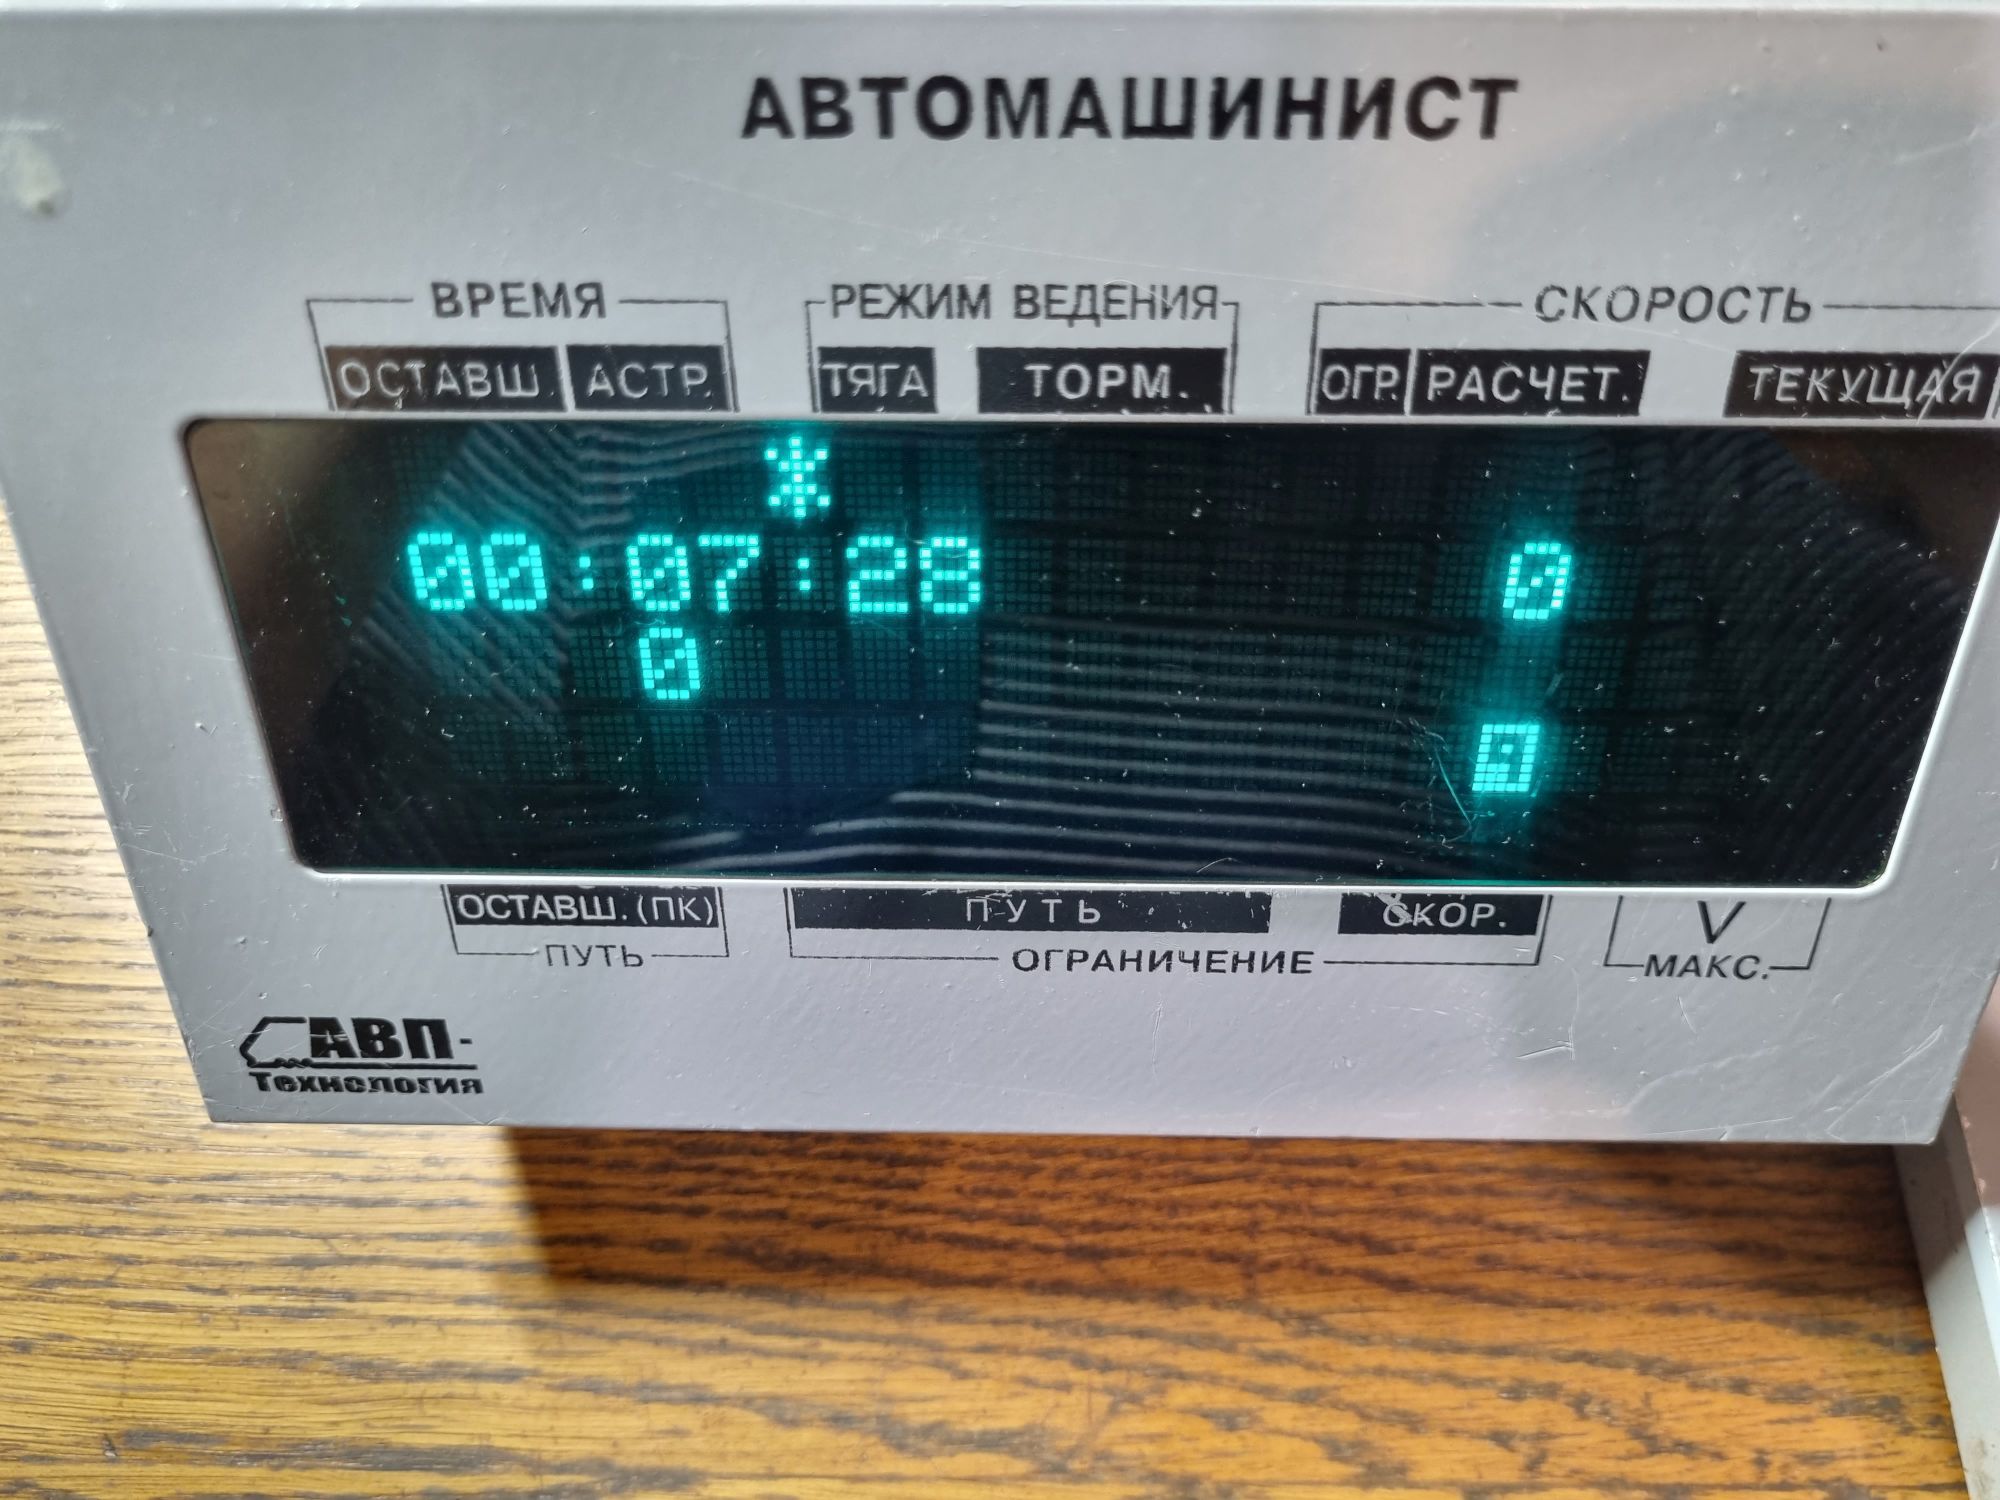 АВТОМАШИНИСТ
ВРЕМЯ РЕЖИМ ВЕДЕНИЯ СКОРОСТЬ
ОСТАВШ. АСТР. ТЯГА ТОРМ. ОГР. РАСЧЕТ. ТЕКУЩАЯ
*
00:07:28 0
0
ОСТАВШ.(ПК) ПУТЬ СКОР. V
ПУТЬ ОГРАНИЧЕНИЕ МАКС.
АВП-
Технология